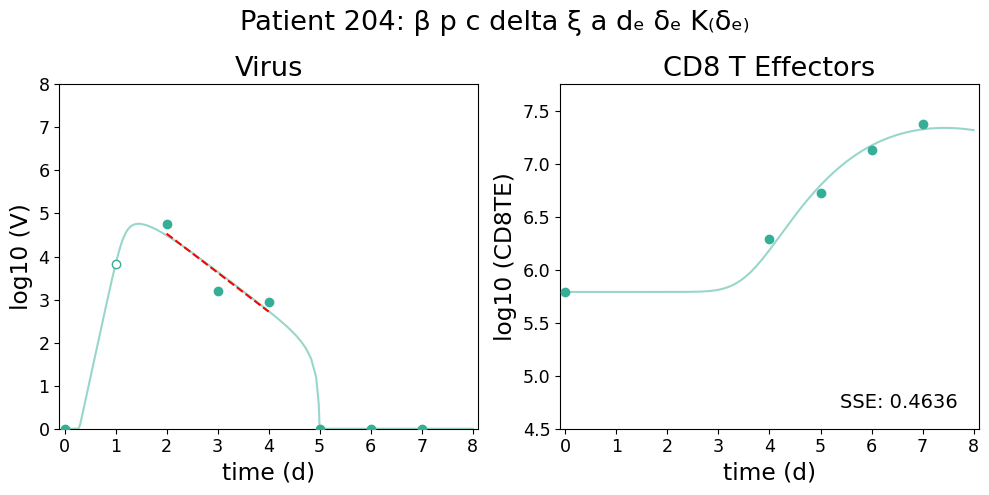 Patient 204: β p c delta ξ a dₑ δₑ K₍δₑ₎
Virus
CD8 T Effectors
log10 (V)
8
7
6
5
4
3
2
1
0
0 1 2 3 4 5 6 7 8
time (d)
log10 (CD8TE)
7.5
7.0
6.5
6.0
5.5
5.0
4.5
SSE: 0.4636
0 1 2 3 4 5 6 7 8
time (d)